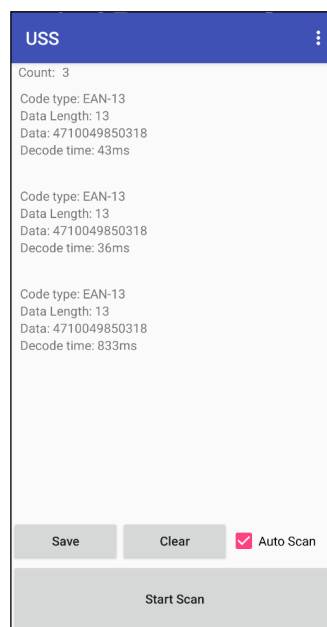 USS
Count: 3
Code type: EAN-13
Data Length: 13
Data: 4710049850318
Decode time: 43ms
Code type: EAN-13
Data Length: 13
Data: 4710049850318
Decode time: 36ms
Code type: EAN-13
Data Length: 13
Data: 4710049850318
Decode time: 833ms
Save Clear Auto Scan
Start Scan